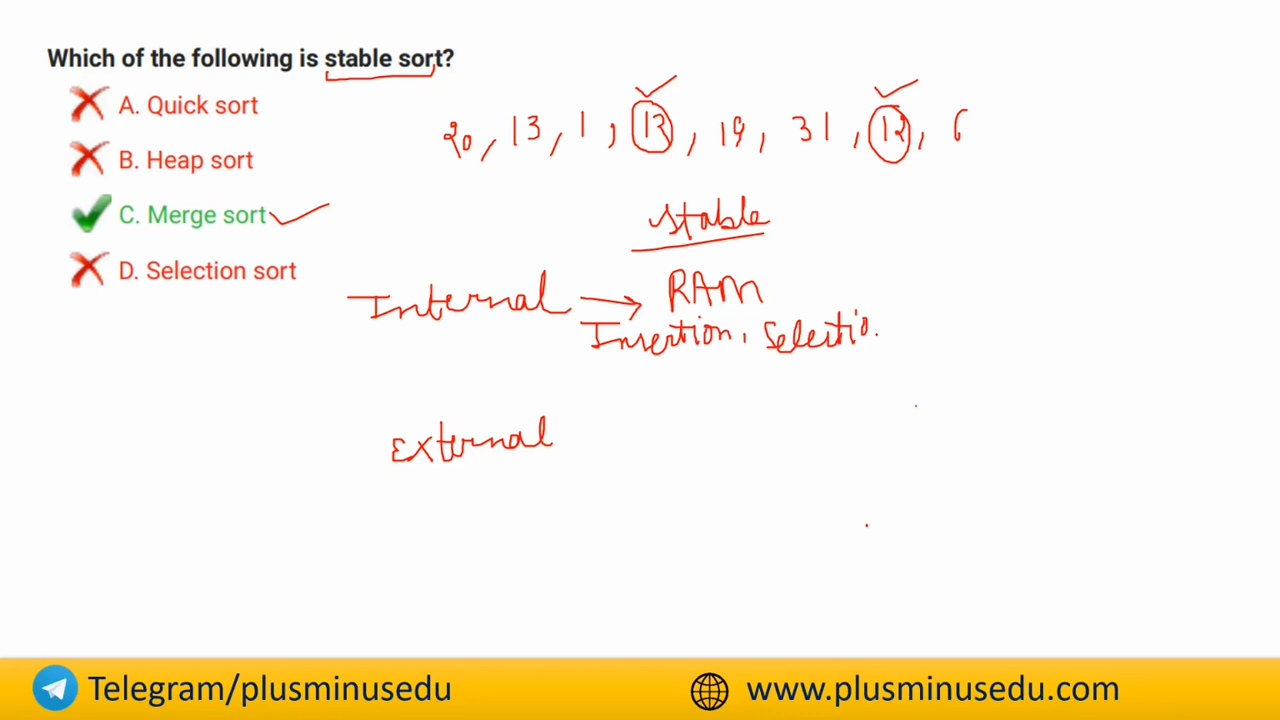 Which of the following is stable sort?
A. Quick sort
B. Heap sort
C. Merge sort
D. Selection sort
20, 13, 1, 12, 19, 31, 12, 6
stable
Internal → RAM
Insertion, Selectio.
External
Telegram/plusminusedu
www.plusminusedu.com